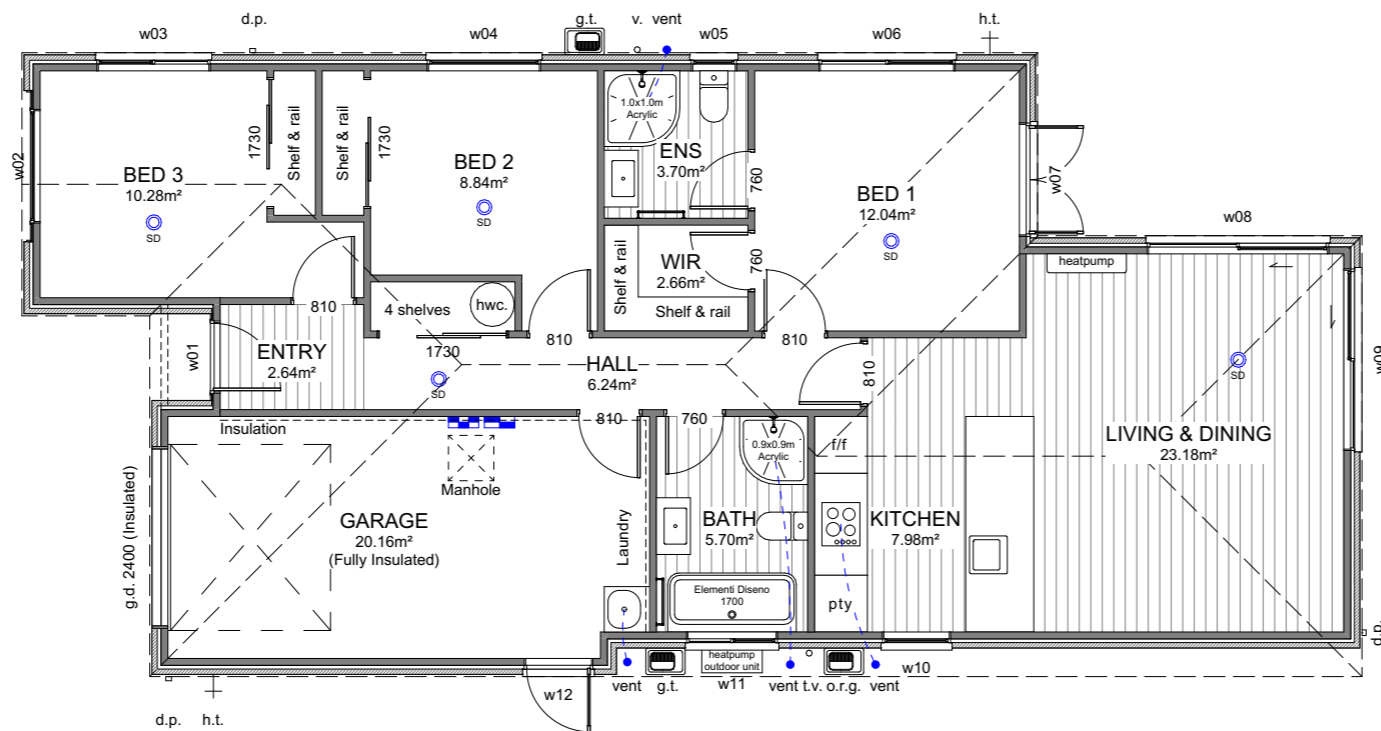 d.p.
g.t.
v.
vent
h.t.
w03
w04
w05
w06
1.0x1.0m
Acrylic
1730
Shelf & rail
Shelf & rail
1730
w02
BED 3
10.28m²
SD
BED 2
8.84m²
SD
ENS
3.70m²
760
BED 1
12.04m²
SD
w07
w08
heatpump
WIR
2.66m²
760
Shelf & rail
Shelf & rail
810
4 shelves
hwc.
1730
810
810
w01
ENTRY
2.64m²
SD
HALL
6.24m²
810
SD
w09
810
760
Insulation
Manhole
0.9x0.9m
Acrylic
f/f
LIVING & DINING
23.18m²
g.d. 2400 (Insulated)
GARAGE
20.16m²
(Fully Insulated)
Laundry
BATH
5.70m²
KITCHEN
7.98m²
Elementi Diseno
1700
pty
d.p.
heatpump
outdoor unit
w10
w12
vent
g.t.
w11
vent
t.v.
o.r.g.
vent
d.p.
h.t.